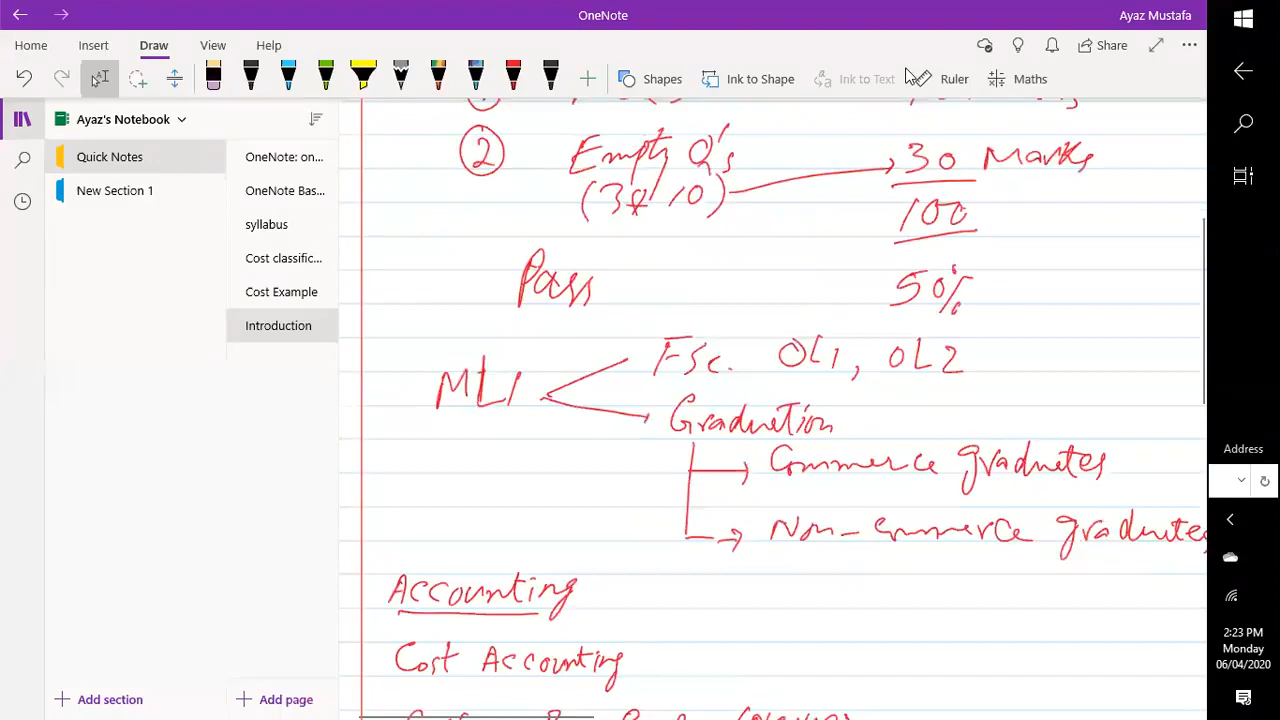 OneNote
Ayaz Mustafa
Home Insert Draw View Help
Share
Shapes Ink to Shape Ink to Text Ruler Maths
Ayaz's Notebook
Quick Notes
New Section 1
OneNote: on...
OneNote Bas...
syllabus
Cost classific...
Cost Example
Introduction
Add section
Add page
② Empty Q's 30 Marks
100
Pass 50%
MLI Fsc. OL1, OL2
Graduation
Commerce graduates
Non-Commerce graduates
Accounting
Cost Accounting
Address
2:23 PM
Monday
06/04/2020